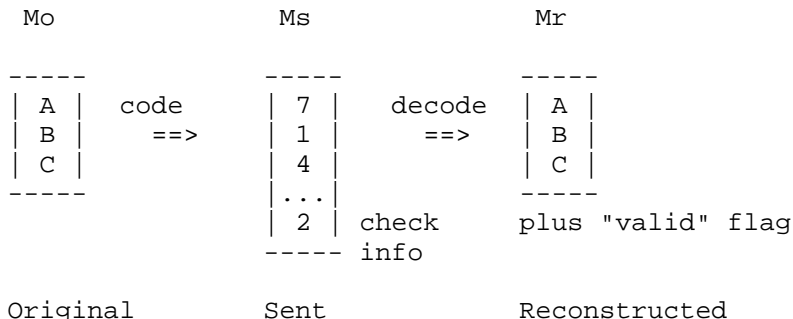 Mo Ms Mr
----- ----- -----
| A | code | 7 | decode | A |
| B | ==> | 1 | ==> | B |
| C | | 4 | | C |
----- |...| -----
| 2 | check plus "valid" flag
----- info
Original Sent Reconstructed